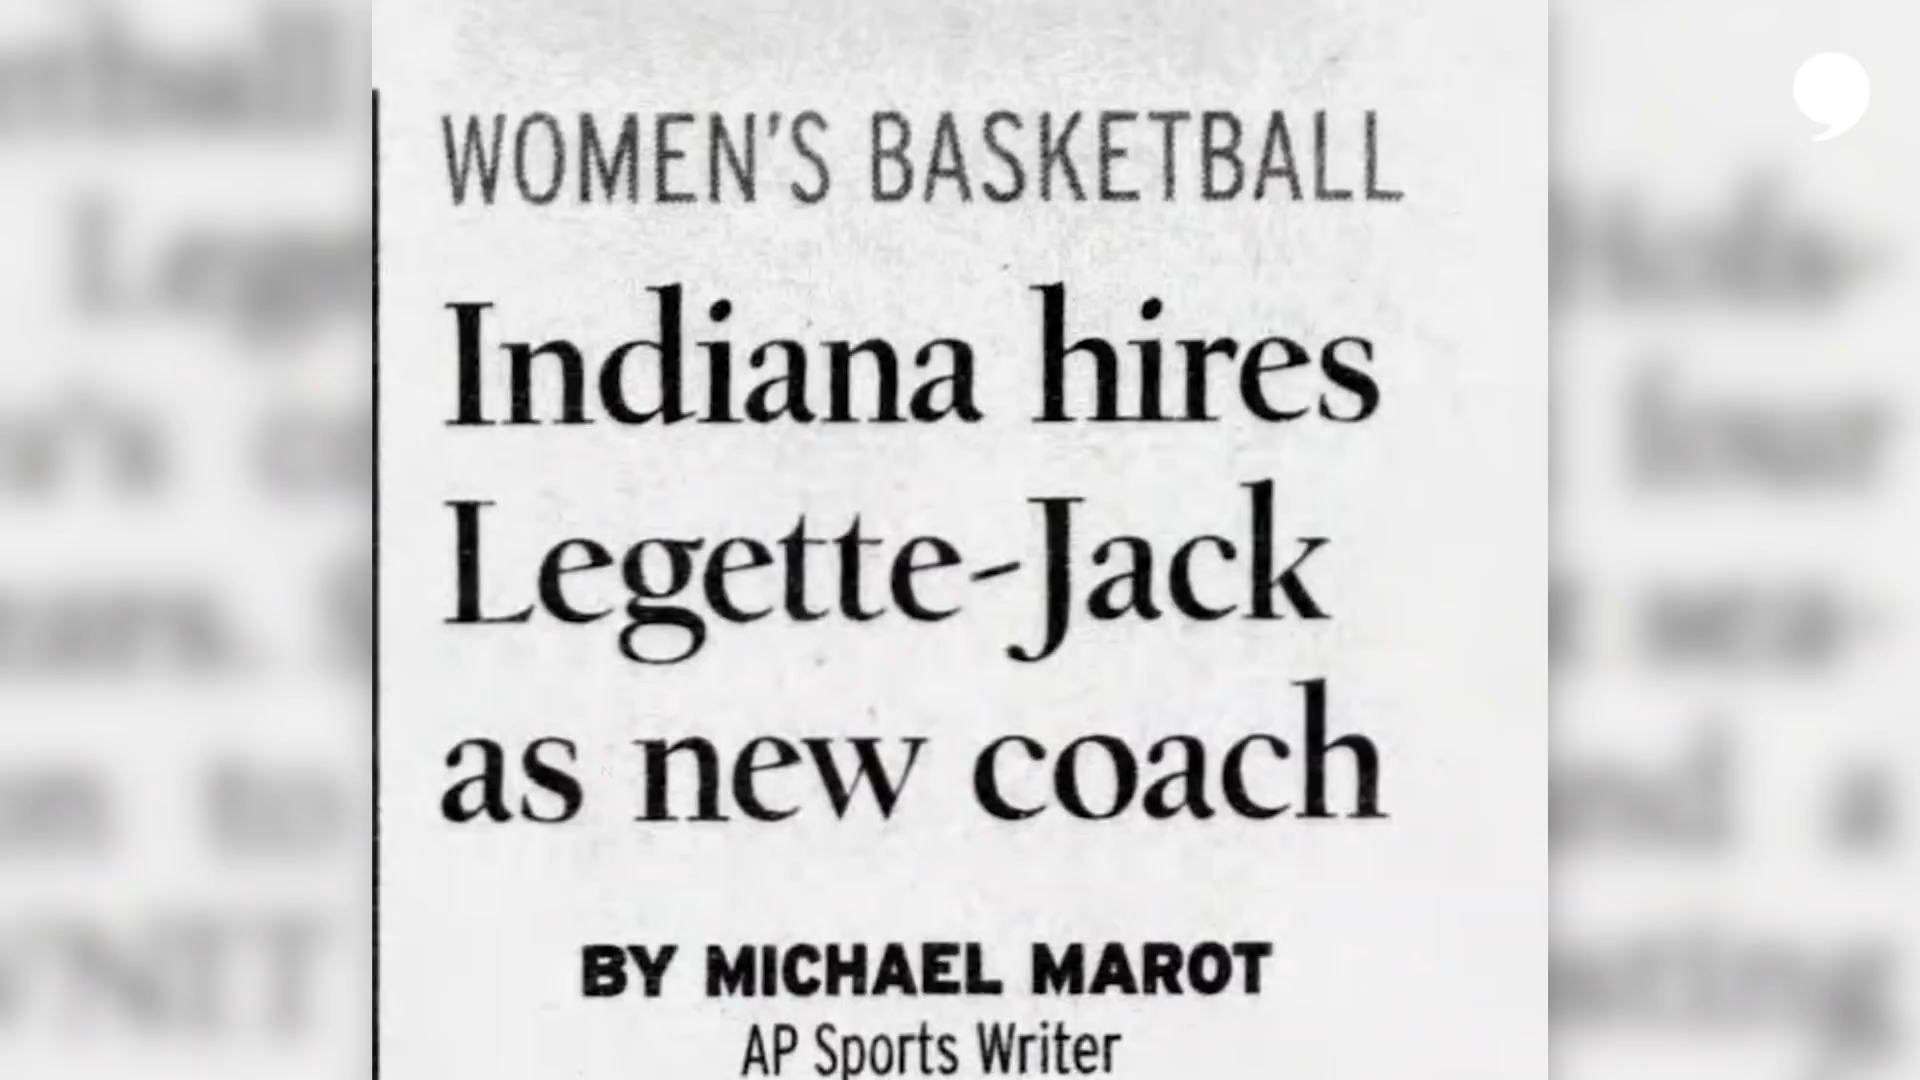 WOMEN'S BASKETBALL
Indiana hires
Legette-Jack
as new coach
BY MICHAEL MAROT
AP Sports Writer